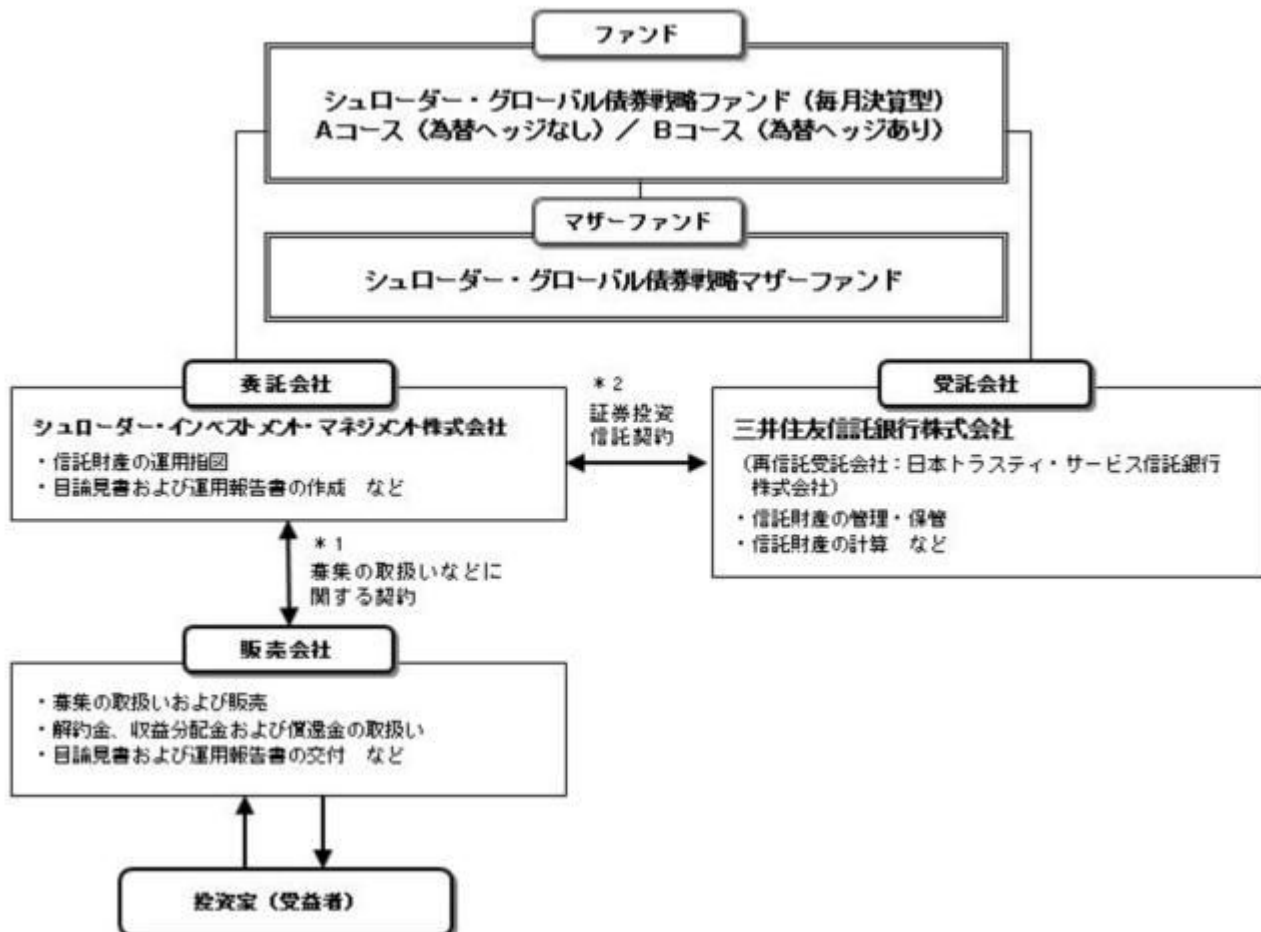 ファンド
シュローダー・グローバル債券戦略ファンド（毎月決算型）
Aコース（為替ヘッジなし）／ Bコース（為替ヘッジあり）
マザーファンド
シュローダー・グローバル債券戦略マザーファンド
委託会社
シュローダー・インベストメント・マネジメント株式会社
・信託財産の運用指図
・目論見書および運用報告書の作成　など
＊2
証券投資
信託契約
受託会社
三井住友信託銀行株式会社
（再信託受託会社：日本トラスティ・サービス信託銀行
株式会社）
・信託財産の管理・保管
・信託財産の計算　など
＊1
募集の取扱いなどに
関する契約
販売会社
・募集の取扱いおよび販売
・解約金、収益分配金および償還金の取扱い
・目論見書および運用報告書の交付　など
投資家（受益者）